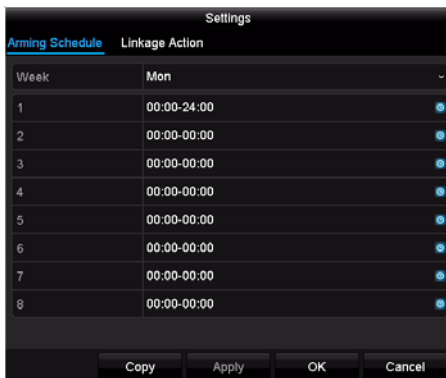 Settings
Arming Schedule Linkage Action
Week Mon
1 00:00-24:00
2 00:00-00:00
3 00:00-00:00
4 00:00-00:00
5 00:00-00:00
6 00:00-00:00
7 00:00-00:00
8 00:00-00:00
Copy Apply OK Cancel